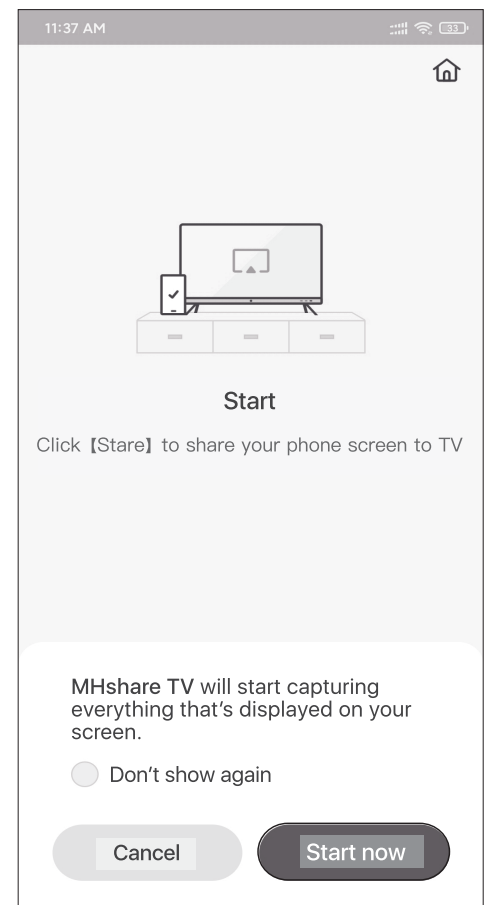 11:37 AM
33
Start
Click【Stare】to share your phone screen to TV
MHshare TV will start capturing
everything that's displayed on your
screen.
Don't show again
Cancel
Start now